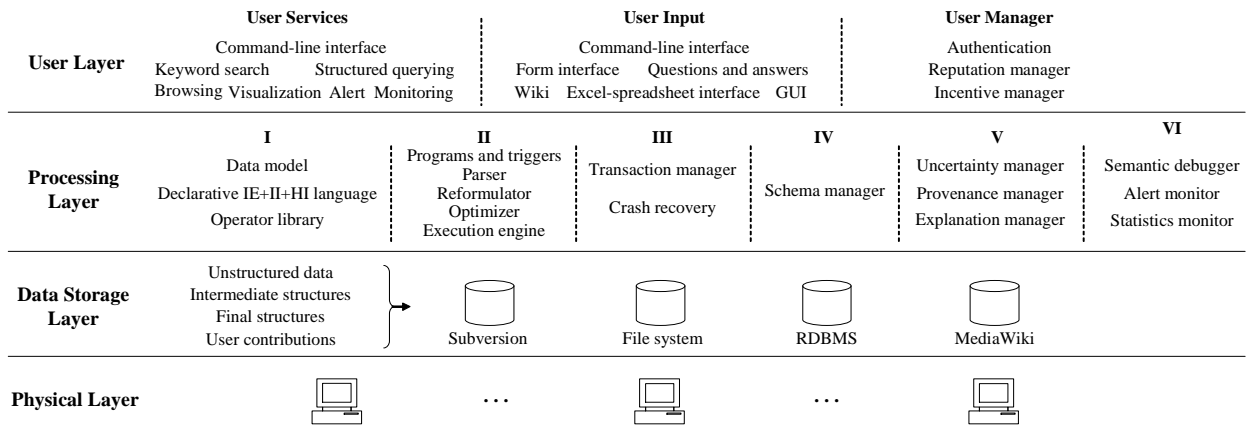 User Services
User Input
User Manager
User Layer
Command-line interface
Keyword search Structured querying
Browsing Visualization Alert Monitoring
Command-line interface
Form interface Questions and answers
Wiki Excel-spreadsheet interface GUI
Authentication
Reputation manager
Incentive manager
Processing
Layer
I
Data model
Declarative IE+II+HI language
Operator library
II
Programs and triggers
Parser
Reformulator
Optimizer
Execution engine
III
Transaction manager
Crash recovery
IV
Schema manager
V
Uncertainty manager
Provenance manager
Explanation manager
VI
Semantic debugger
Alert monitor
Statistics monitor
Data Storage
Layer
Unstructured data
Intermediate structures
Final structures
User contributions
Subversion
File system
RDBMS
MediaWiki
Physical Layer
...
...